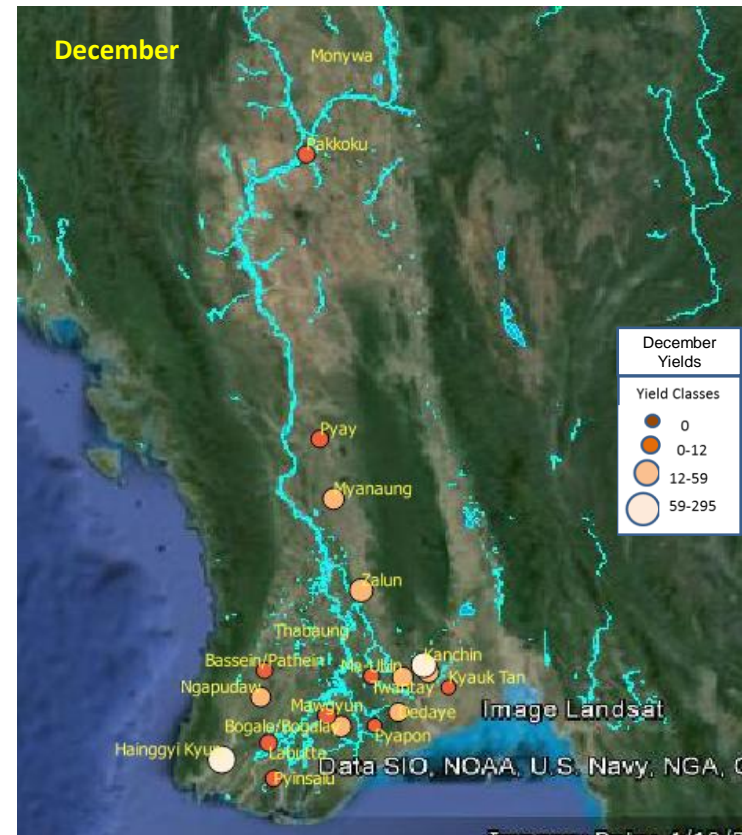 December
Monywa
Pakkoku
December
Yields
Yield Classes
0
0-12
12-59
59-295
Pyay
Myanaung
Zalun
Thabaung
Bassein/Pathein
Ma-Ubin
Kanchin
Ngapudaw
Twantay
Kyauk Tan
Mawgyun
Dedaye
Image Landsat
Bogale/Bogalay
Pyapon
Hainggyi Kyun
Labutta
Data SIO, NOAA, U.S. Navy, NGA,
Pyinsalu